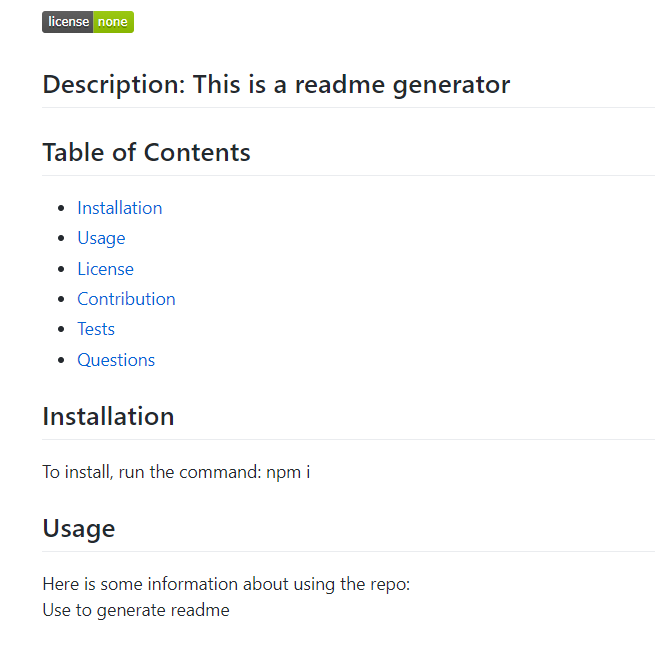 license none
Description: This is a readme generator
Table of Contents
Installation
Usage
License
Contribution
Tests
Questions
Installation
To install, run the command: npm i
Usage
Here is some information about using the repo:
Use to generate readme